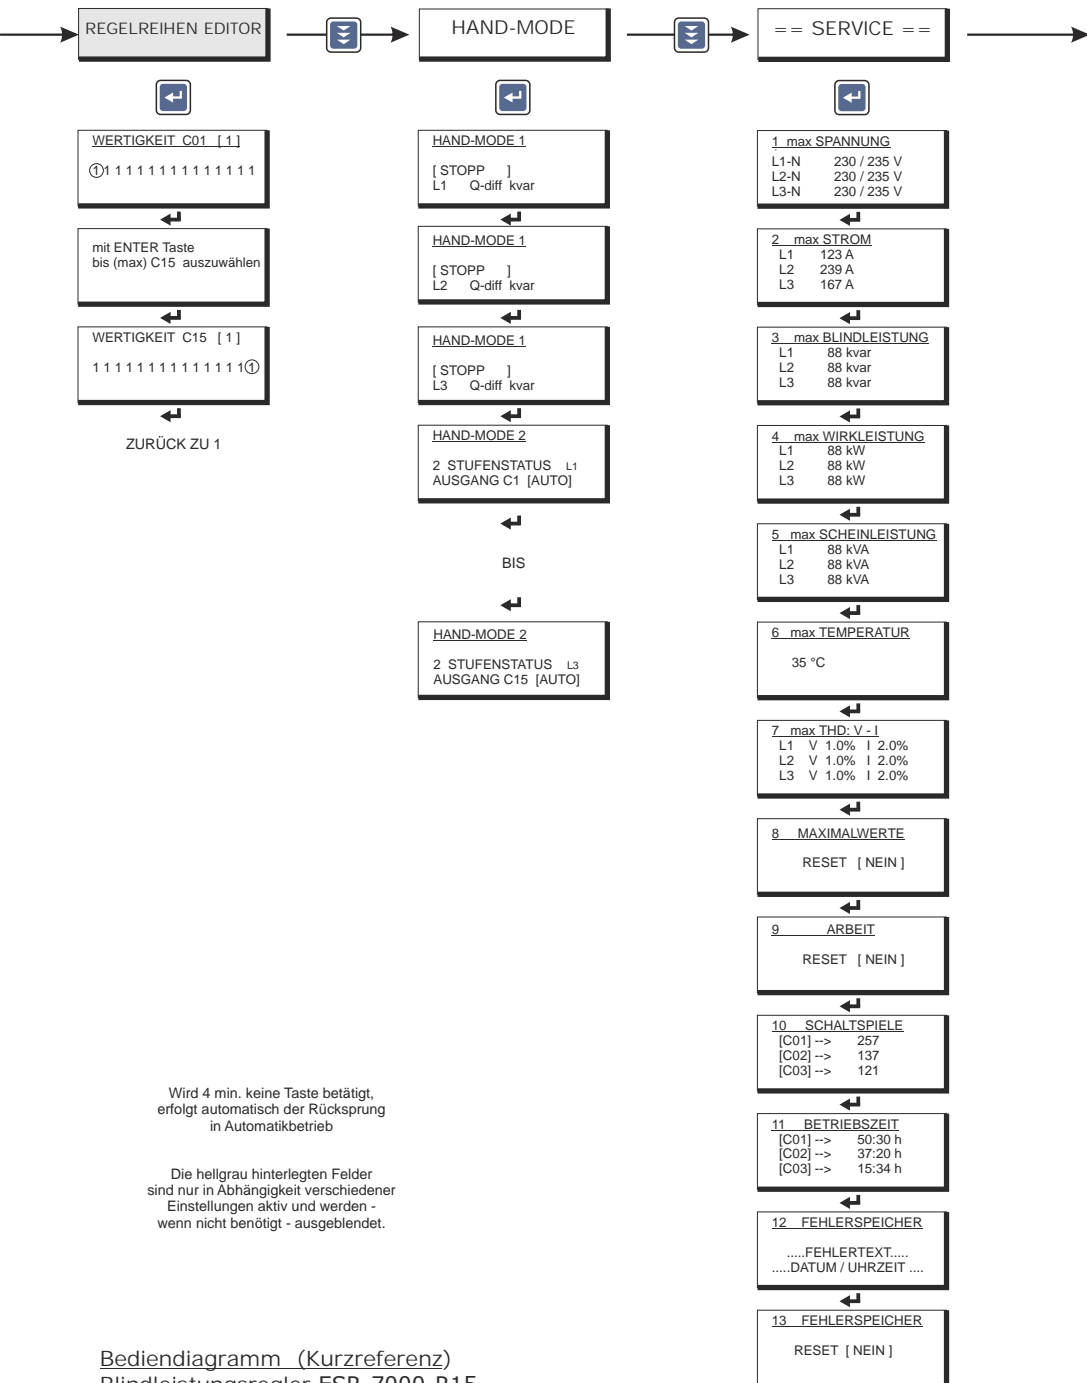 REGELREIHEN EDITOR
HAND-MODE
== SERVICE ==
WERTIGKEIT C01 [ 1 ]
1 1 1 1 1 1 1 1 1 1 1 1 1 1 1
mit ENTER Taste
bis (max) C15 auszuwählen
WERTIGKEIT C15 [ 1 ]
1 1 1 1 1 1 1 1 1 1 1 1 1 1 1
ZURÜCK ZU 1
HAND-MODE 1
[ STOPP ]
L1 Q-diff kvar
HAND-MODE 1
[ STOPP ]
L2 Q-diff kvar
HAND-MODE 1
[ STOPP ]
L3 Q-diff kvar
HAND-MODE 2
2 STUFENSTATUS L1
AUSGANG C1 [AUTO]
BIS
HAND-MODE 2
2 STUFENSTATUS L3
AUSGANG C15 [AUTO]
1 max SPANNUNG
L1-N 230 / 235 V
L2-N 230 / 235 V
L3-N 230 / 235 V
2 max STROM
L1 123 A
L2 239 A
L3 167 A
3 max BLINDLEISTUNG
L1 88 kvar
L2 88 kvar
L3 88 kvar
4 max WIRKLEISTUNG
L1 88 kW
L2 88 kW
L3 88 kW
5 max SCHEINLEISTUNG
L1 88 kVA
L2 88 kVA
L3 88 kVA
6 max TEMPERATUR
35 °C
7 max THD: V - I
L1 V 1.0% I 2.0%
L2 V 1.0% I 2.0%
L3 V 1.0% I 2.0%
8 MAXIMALWERTE
RESET [ NEIN ]
9 ARBEIT
RESET [ NEIN ]
10 SCHALTSPIELE
[C01] --> 257
[C02] --> 137
[C03] --> 121
11 BETRIEBSZEIT
[C01] --> 50:30 h
[C02] --> 37:20 h
[C03] --> 15:34 h
12 FEHLERSPEICHER
.....FEHLERTEXT.....
.....DATUM / UHRZEIT ....
13 FEHLERSPEICHER
RESET [ NEIN ]
Wird 4 min. keine Taste betätigt,
erfolgt automatisch der Rücksprung
in Automatikbetrieb
Die hellgrau hinterlegten Felder
sind nur in Abhängigkeit verschiedener
Einstellungen aktiv und werden -
wenn nicht benötigt - ausgeblendet.
Bediendiagramm (Kurzreferenz)
Blindleistungsregler ESR 7000-R15